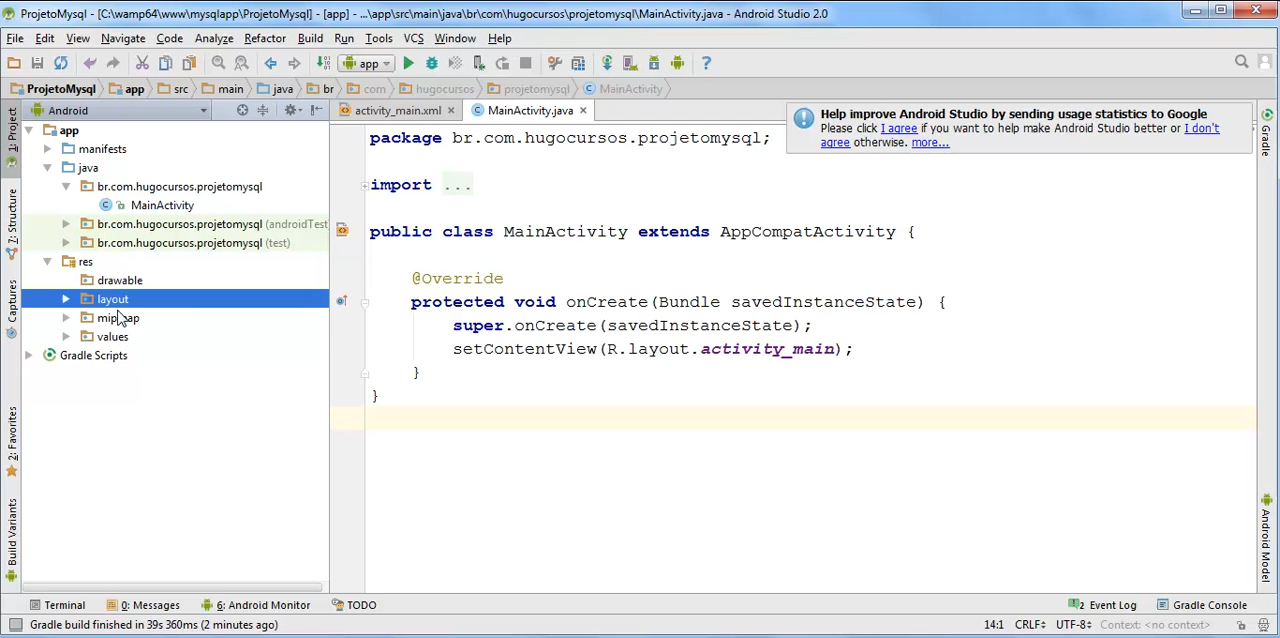 ProjetoMysql - [C:\wamp64\www\mysqlapp\ProjetoMysql] - [app] - ...\app\src\main\java\br\com\hugocursos\projetomysql\MainActivity.java - Android Studio 2.0
File Edit View Navigate Code Analyze Refactor Build Run Tools VCS Window Help
app
ProjetoMysql app src main java br com hugocursos projetomysql MainActivity
Android
activity_main.xml MainActivity.java
Help improve Android Studio by sending usage statistics to Google
Please click I agree if you want to help make Android Studio better or I don't
agree otherwise. more...
1: Project
7: Structure
Captures
2: Favorites
Build Variants
app
manifests
java
br.com.hugocursos.projetomysql
MainActivity
br.com.hugocursos.projetomysql (androidTest
br.com.hugocursos.projetomysql (test)
res
drawable
layout
values
Gradle Scripts
package br.com.hugocursos.projetomysql;
import ...
public class MainActivity extends AppCompatActivity {
@Override
protected void onCreate(Bundle savedInstanceState) {
super.onCreate(savedInstanceState);
setContentView(R.layout.activity_main);
}
}
Gradle
Android Model
Terminal 0: Messages 6: Android Monitor TODO
2 Event Log Gradle Console
Gradle build finished in 39s 360ms (2 minutes ago)
14:1 CRLF UTF-8 Context: <no context>